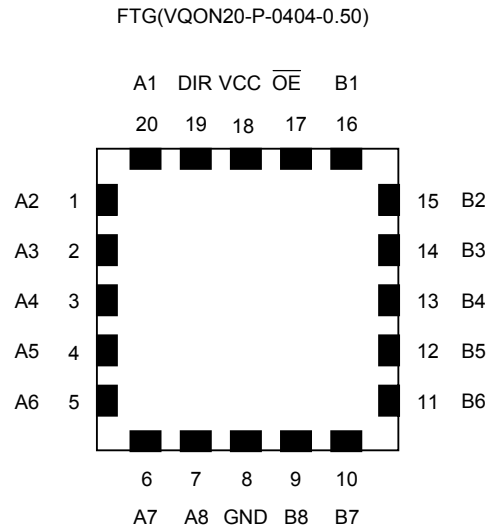 FTG(VQON20-P-0404-0.50)
A1 DIR VCC O̅E̅ B1
20 19 18 17 16
A2 1 15 B2
A3 2 14 B3
A4 3 13 B4
A5 4 12 B5
A6 5 11 B6
6 7 8 9 10
A7 A8 GND B8 B7